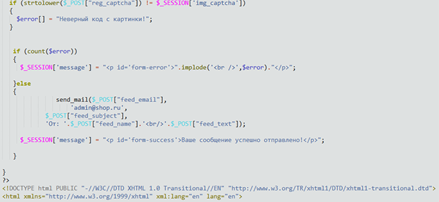 if (strtolower($_POST["reg_captcha"]) != $_SESSION['img_captcha'])
{
$error[] = "Неверный код с картинки!";
}
if (count($error))
{
$_SESSION['message'] = "<p id='form-error'>".implode('<br />',$error)."</p>";
}else
{
send_mail($_POST["feed_email"],
'admin@shop.ru',
$_POST["feed_subject"],
'От: '.$_POST["feed_name"].'<br/>'.$_POST["feed_text"]);
$_SESSION['message'] = "<p id='form-success'>Ваше сообщение успешно отправлено!</p>";
}
}
?>
<!DOCTYPE html PUBLIC "-//W3C//DTD XHTML 1.0 Transitional//EN" "http://www.w3.org/TR/xhtml1/DTD/xhtml1-transitional.dtd">
<html xmlns="http://www.w3.org/1999/xhtml" xml:lang="en" lang="en">